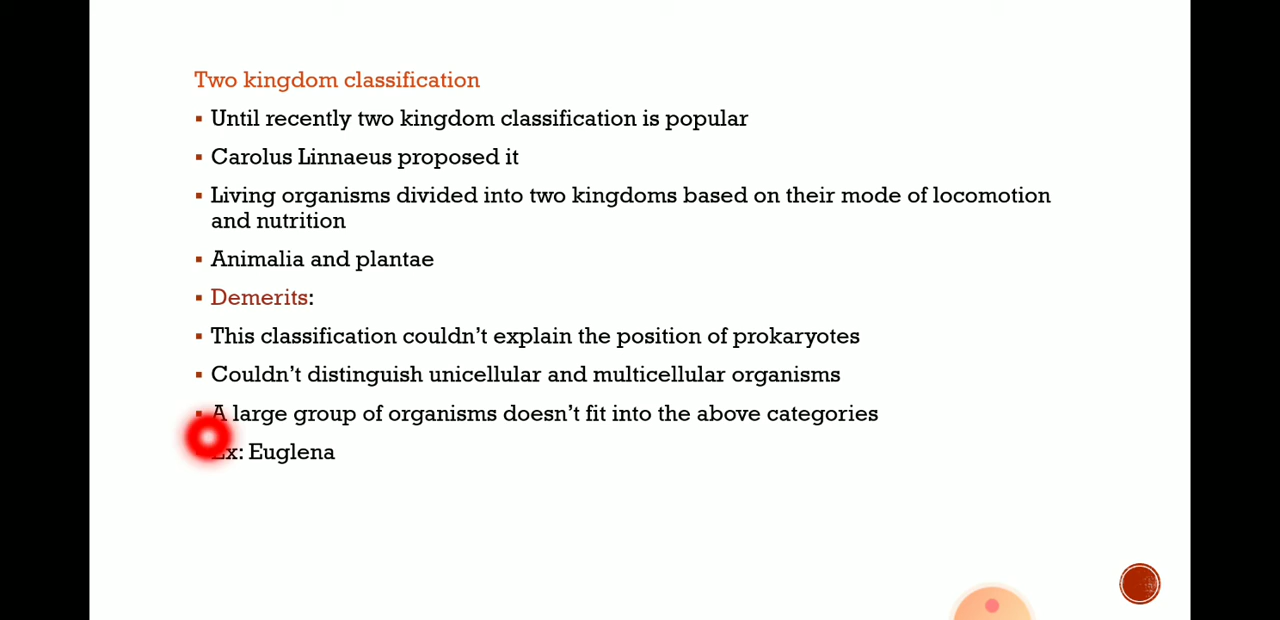 Two kingdom classification
▪ Until recently two kingdom classification is popular
▪ Carolus Linnaeus proposed it
▪ Living organisms divided into two kingdoms based on their mode of locomotion
and nutrition
▪ Animalia and plantae
▪ Demerits:
▪ This classification couldn’t explain the position of prokaryotes
▪ Couldn’t distinguish unicellular and multicellular organisms
▪ A large group of organisms doesn’t fit into the above categories
Ex: Euglena